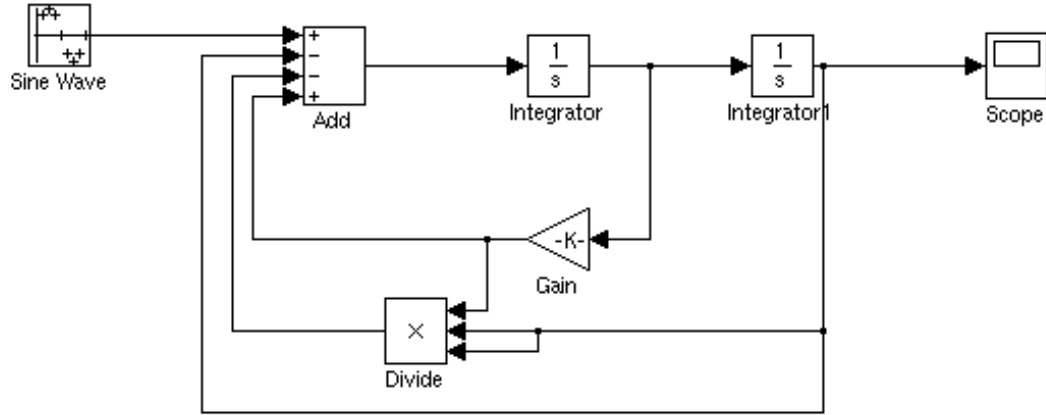 Sine Wave
+
−
−
+
Add
1
s
Integrator
1
s
Integrator1
Scope
-K-
Gain
×
Divide